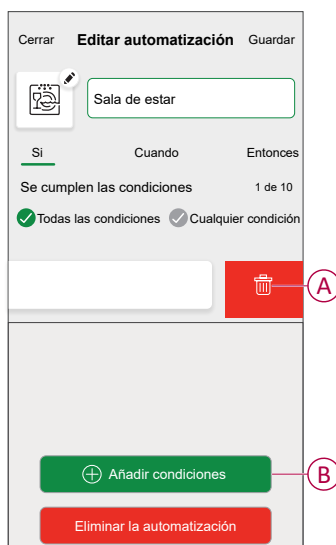 Cerrar Editar automatización Guardar
Sala de estar
Si Cuando Entonces
Se cumplen las condiciones 1 de 10
Todas las condiciones Cualquier condición
A
Añadir condiciones
B
Eliminar la automatización